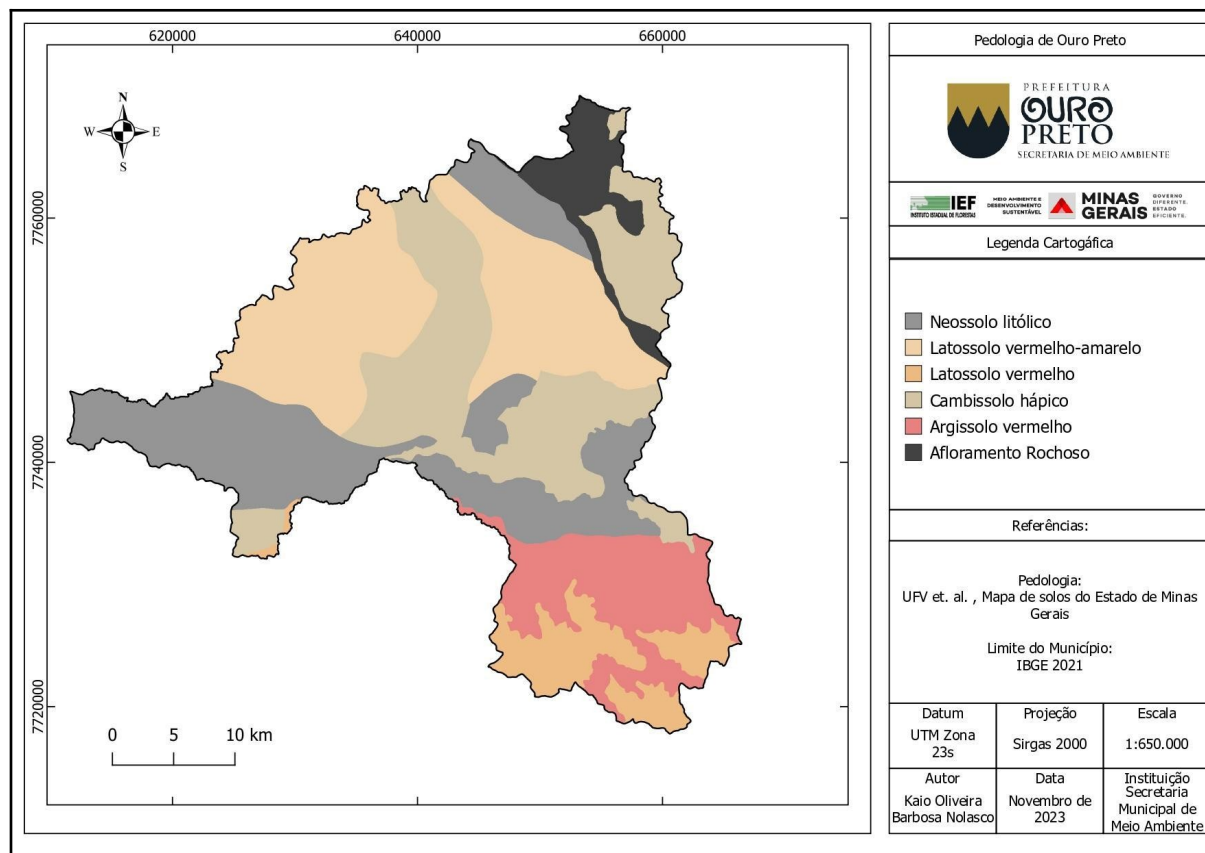 620000
640000
660000
7760000
7740000
7720000
N
W
E
S
0 5 10 km
Pedologia de Ouro Preto
PREFEITURA
OURO
PRETO
SECRETARIA DE MEIO AMBIENTE
IEF
INSTITUTO ESTADUAL DE FLORESTAS
MEIO AMBIENTE E
DESENVOLVIMENTO
SUSTENTÁVEL
MINAS
GERAIS
GOVERNO
DIFERENTE.
ESTADO
EFICIENTE.
Legenda Cartogáfica
Neossolo litólico
Latossolo vermelho-amarelo
Latossolo vermelho
Cambissolo hápico
Argissolo vermelho
Afloramento Rochoso
Referências:
Pedologia:
UFV et. al. , Mapa de solos do Estado de Minas
Gerais
Limite do Município:
IBGE 2021
Datum
UTM Zona
23s
Projeção
Sirgas 2000
Escala
1:650.000
Autor
Kaio Oliveira
Barbosa Nolasco
Data
Novembro de
2023
Instituição
Secretaria
Municipal de
Meio Ambiente